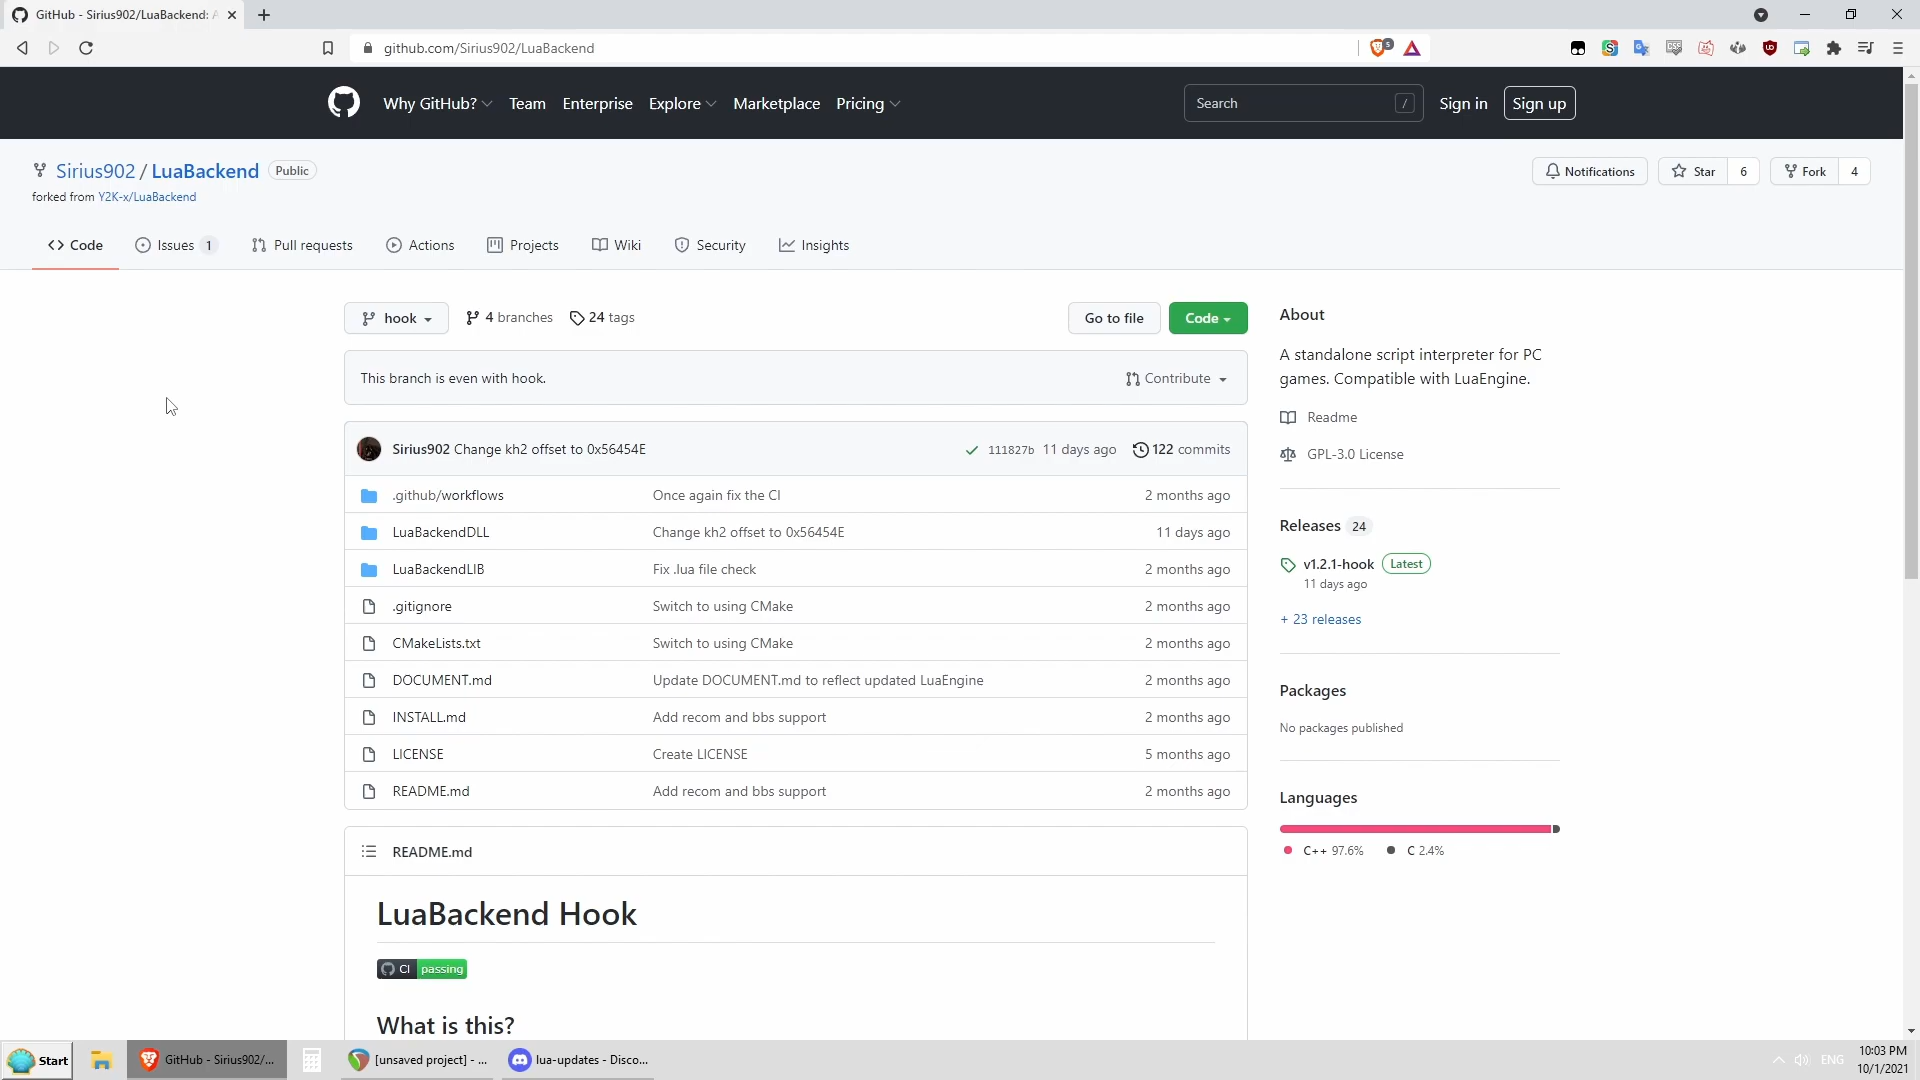 GitHub - Sirius902/LuaBackend: A
github.com/Sirius902/LuaBackend
5
Why GitHub? Team Enterprise Explore Marketplace Pricing
Search /
Sign in Sign up
Sirius902 / LuaBackend Public
Notifications Star 6 Fork 4
forked from Y2K-x/LuaBackend
Code Issues 1 Pull requests Actions Projects Wiki Security Insights
hook 4 branches 24 tags Go to file Code
This branch is even with hook. Contribute
Sirius902 Change kh2 offset to 0x56454E 111827b 11 days ago 122 commits
.github/workflows Once again fix the CI 2 months ago
LuaBackendDLL Change kh2 offset to 0x56454E 11 days ago
LuaBackendLIB Fix .lua file check 2 months ago
.gitignore Switch to using CMake 2 months ago
CMakeLists.txt Switch to using CMake 2 months ago
DOCUMENT.md Update DOCUMENT.md to reflect updated LuaEngine 2 months ago
INSTALL.md Add recom and bbs support 2 months ago
LICENSE Create LICENSE 5 months ago
README.md Add recom and bbs support 2 months ago
README.md
LuaBackend Hook
CI passing
What is this?
About
A standalone script interpreter for PC
games. Compatible with LuaEngine.
Readme
GPL-3.0 License
Releases 24
v1.2.1-hook Latest
11 days ago
+ 23 releases
Packages
No packages published
Languages
C++ 97.6% C 2.4%
Start
GitHub - Sirius902/...
[unsaved project] - ...
lua-updates - Disco...
ENG
10:03 PM
10/1/2021